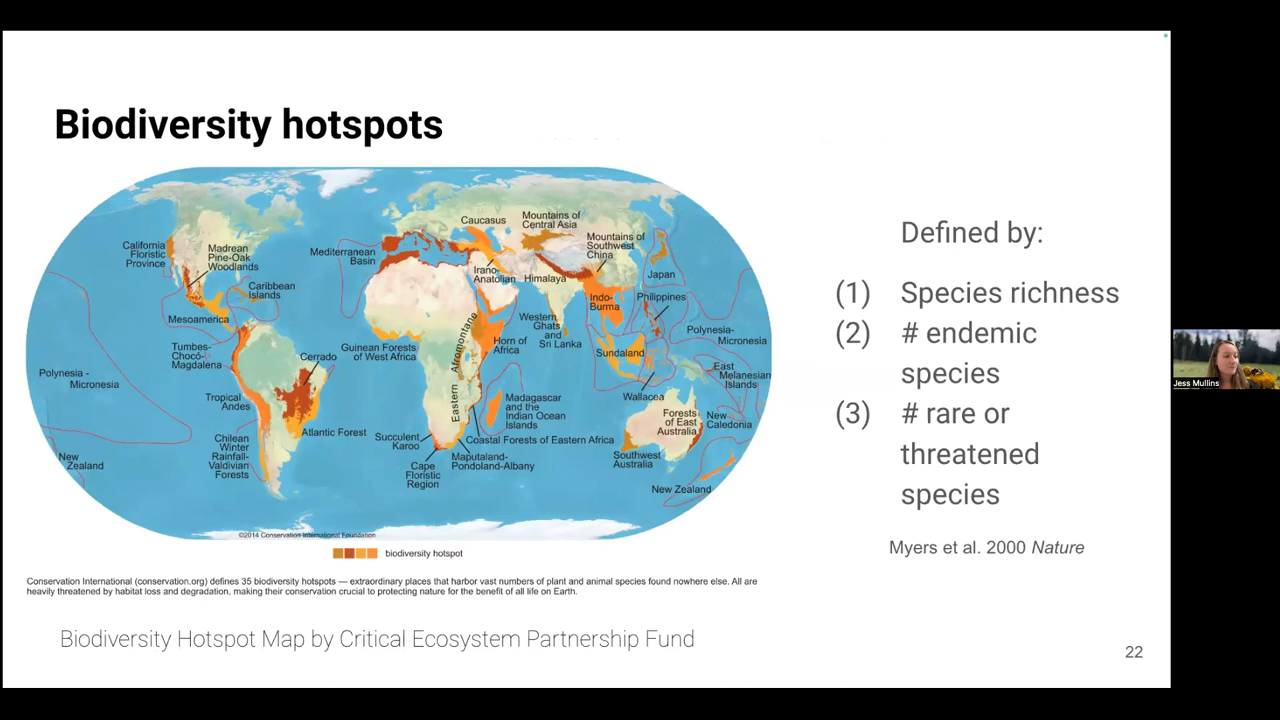 Biodiversity hotspots
California
Floristic
Province
Madrean
Pine-Oak
Woodlands
Caribbean
Islands
Mesoamerica
Tumbes-
Chocó-
Magdalena
Cerrado
Polynesia -
Micronesia
Tropical
Andes
Atlantic Forest
Chilean
Winter
Rainfall-
Valdivian
Forests
New
Zealand
Mediterranean
Basin
Caucasus
Mountains of
Central Asia
Mountains of
Southwest
China
Irano-
Anatolian
Himalaya
Japan
Indo-
Burma
Philippines
Western
Ghats
and
Sri Lanka
Polynesia-
Micronesia
Guinean Forests
of West Africa
Eastern Afromontane
Horn of
Africa
Sundaland
East
Melanesian
Islands
Wallacea
Madagascar
and the
Indian Ocean
Islands
Forests
of East
Australia
New
Caledonia
Succulent
Karoo
Coastal Forests of Eastern Africa
Cape
Floristic
Region
Maputaland-
Pondoland-Albany
Southwest
Australia
New Zealand
©2014 Conservation International Foundation
biodiversity hotspot
Conservation International (conservation.org) defines 35 biodiversity hotspots — extraordinary places that harbor vast numbers of plant and animal species found nowhere else. All are
heavily threatened by habitat loss and degradation, making their conservation crucial to protecting nature for the benefit of all life on Earth.
Biodiversity Hotspot Map by Critical Ecosystem Partnership Fund
Defined by:
(1) Species richness
(2) # endemic
species
(3) # rare or
threatened
species
Myers et al. 2000 Nature
22
Jess Mullins